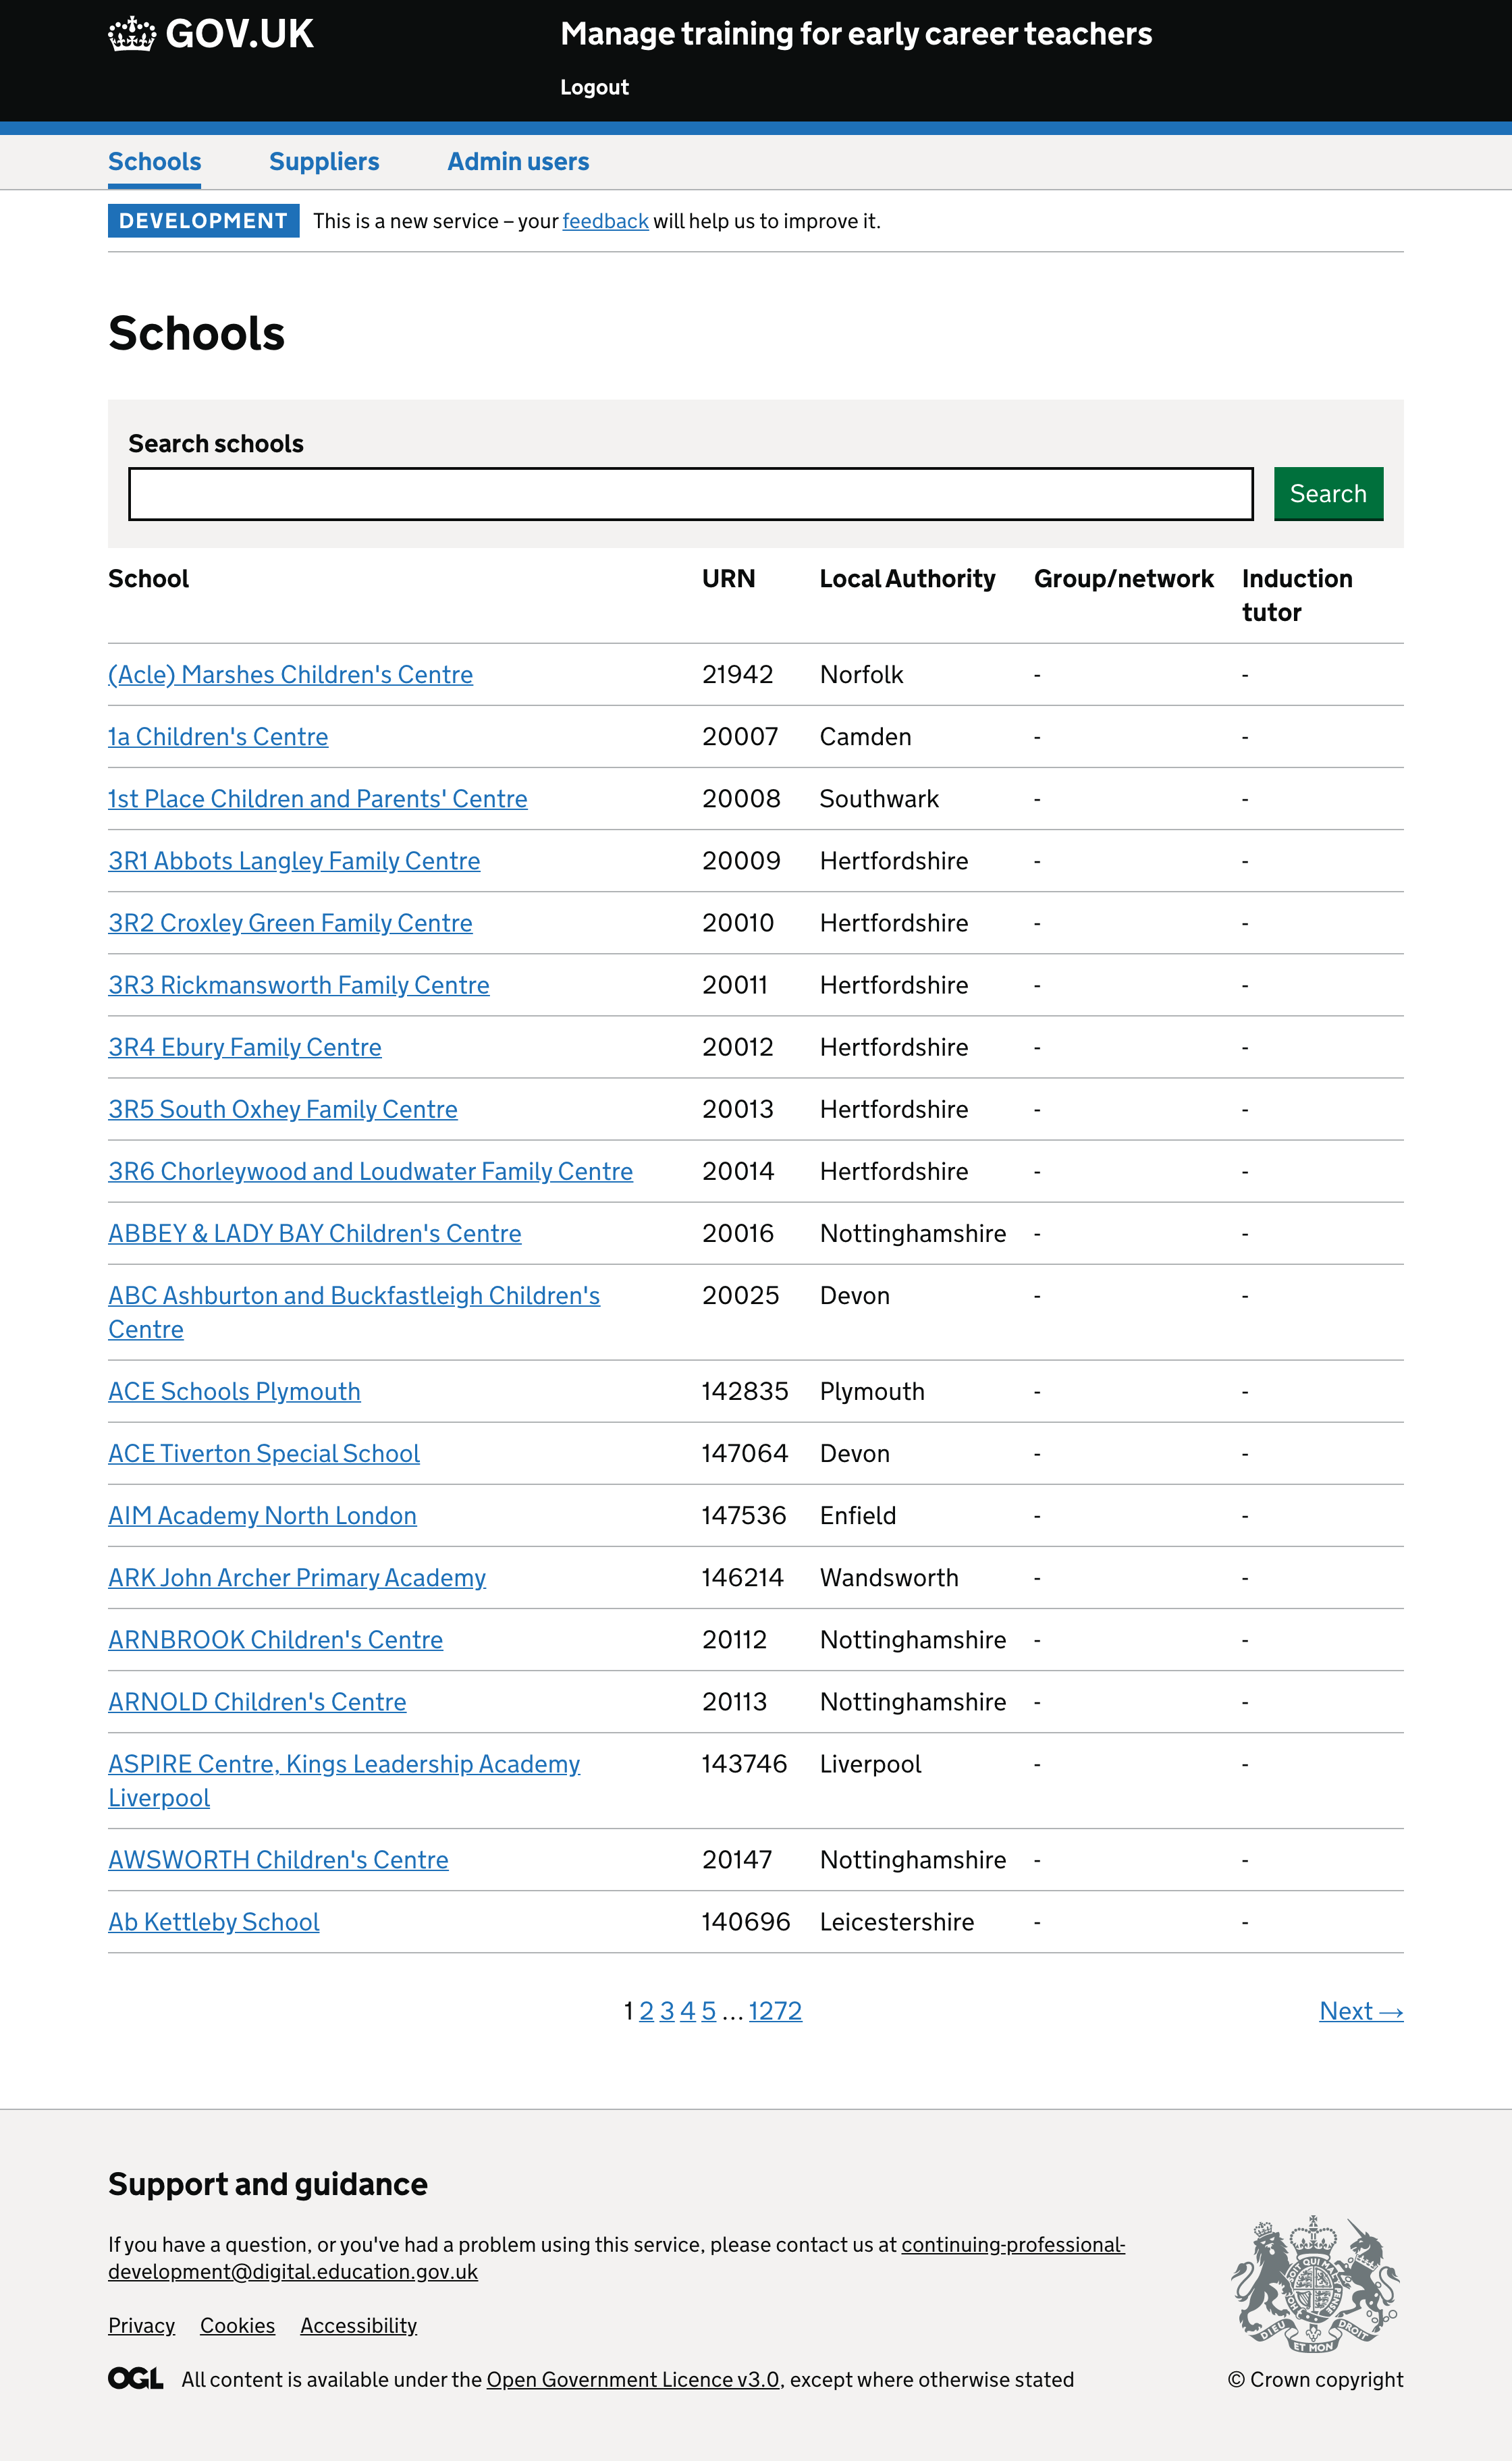 GOV.UK
Manage training for early career teachers
Logout
Schools Suppliers Admin users
DEVELOPMENT This is a new service – your feedback will help us to improve it.
Schools
Search schools
Search
School URN Local Authority Group/network Induction tutor
(Acle) Marshes Children's Centre 21942 Norfolk - -
1a Children's Centre 20007 Camden - -
1st Place Children and Parents' Centre 20008 Southwark - -
3R1 Abbots Langley Family Centre 20009 Hertfordshire - -
3R2 Croxley Green Family Centre 20010 Hertfordshire - -
3R3 Rickmansworth Family Centre 20011 Hertfordshire - -
3R4 Ebury Family Centre 20012 Hertfordshire - -
3R5 South Oxhey Family Centre 20013 Hertfordshire - -
3R6 Chorleywood and Loudwater Family Centre 20014 Hertfordshire - -
ABBEY & LADY BAY Children's Centre 20016 Nottinghamshire - -
ABC Ashburton and Buckfastleigh Children's 20025 Devon - -
Centre
ACE Schools Plymouth 142835 Plymouth - -
ACE Tiverton Special School 147064 Devon - -
AIM Academy North London 147536 Enfield - -
ARK John Archer Primary Academy 146214 Wandsworth - -
ARNBROOK Children's Centre 20112 Nottinghamshire - -
ARNOLD Children's Centre 20113 Nottinghamshire - -
ASPIRE Centre, Kings Leadership Academy 143746 Liverpool - -
Liverpool
AWSWORTH Children's Centre 20147 Nottinghamshire - -
Ab Kettleby School 140696 Leicestershire - -
1 2 3 4 5 … 1272 Next →
Support and guidance
If you have a question, or you've had a problem using this service, please contact us at continuing-professional-
development@digital.education.gov.uk
Privacy Cookies Accessibility
DIEU ET MON DROIT
OGL All content is available under the Open Government Licence v3.0, except where otherwise stated
© Crown copyright